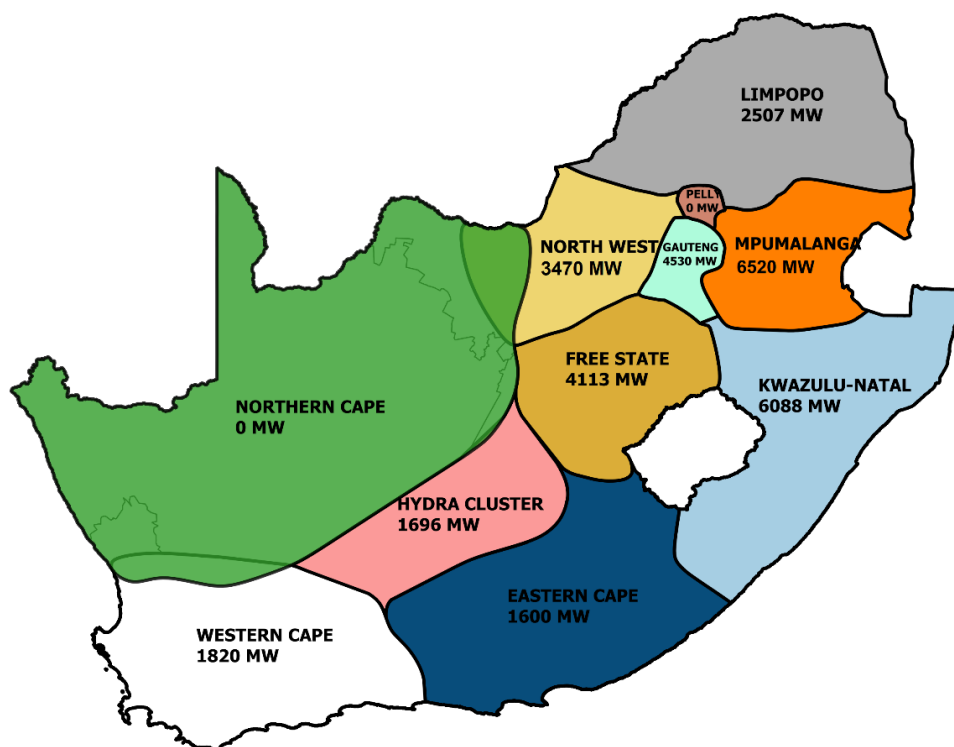 LIMPOPO
2507 MW
PELLY
0 MW
NORTH WEST
3470 MW
GAUTENG
4530 MW
MPUMALANGA
6520 MW
FREE STATE
4113 MW
KWAZULU-NATAL
6088 MW
NORTHERN CAPE
0 MW
HYDRA CLUSTER
1696 MW
EASTERN CAPE
1600 MW
WESTERN CAPE
1820 MW